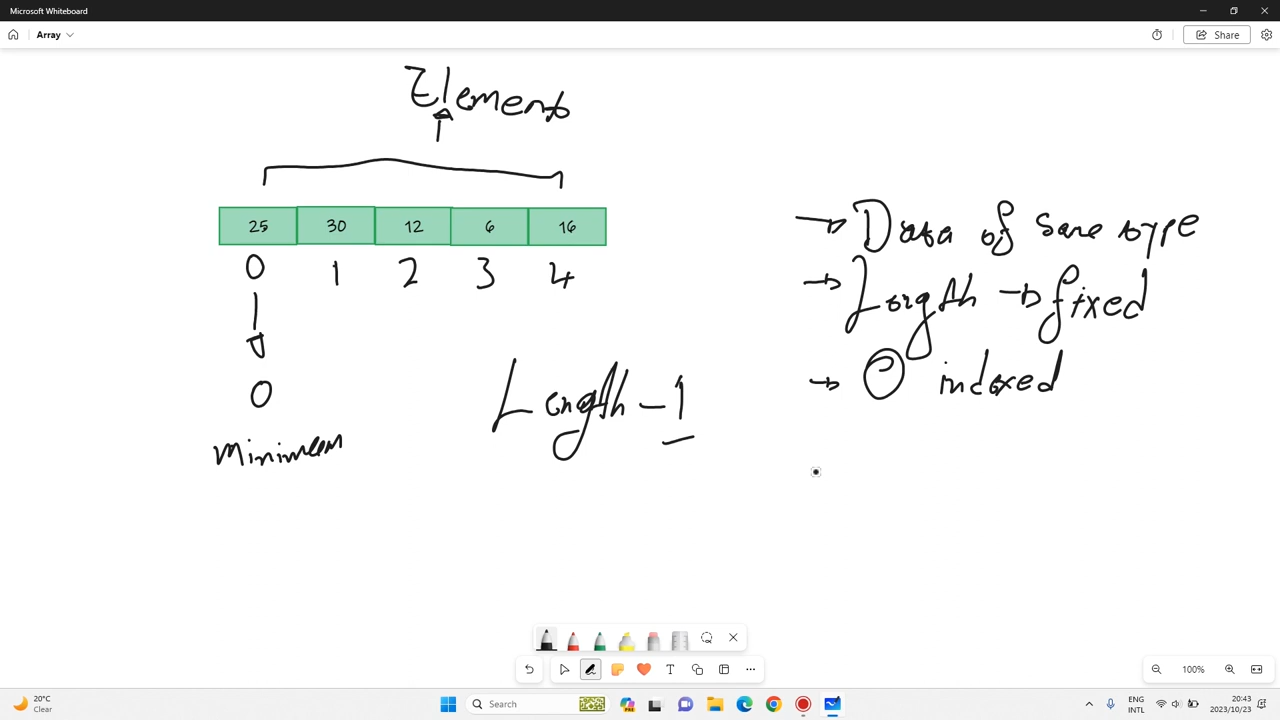 Microsoft Whiteboard
Array
Share
Elements
25 30 12 6 16
0 1 2 3 4
0
Minimum
Length -1
Data of same type
Length fixed
0 indexed
100%
20°C
Clear
Search
ENG
INTL
20:43
2023/10/23